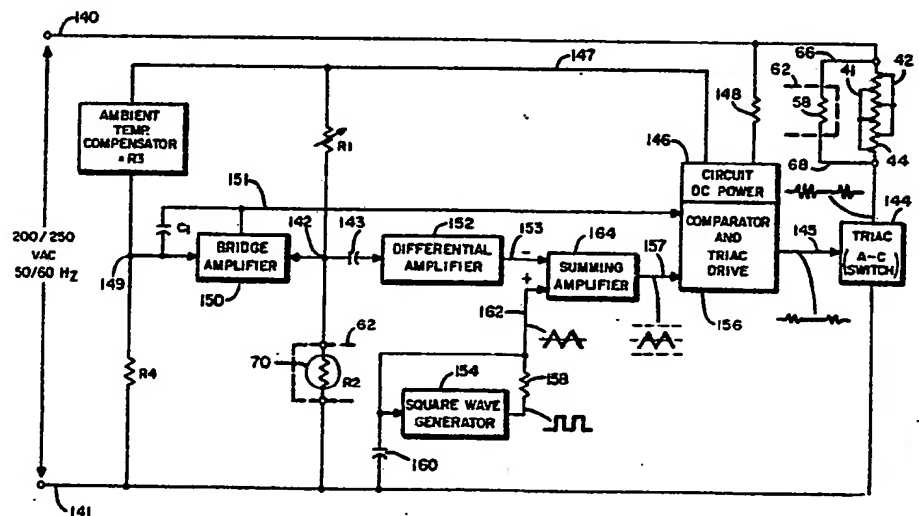 140
147
66
42
62
41
148
58
AMBIENT
TEMP.
COMPENSATOR
= R3
R1
146
44
CIRCUIT
DC POWER
68
151
144
C1
142
143
152
164
COMPARATOR
AND
TRIAC
DRIVE
145
TRIAC
(A-C SWITCH)
200/250
VAC
50/60 HZ
149
BRIDGE
AMPLIFIER
DIFFERENTIAL
AMPLIFIER
153
-
SUMMING
AMPLIFIER
157
150
+
162
156
62
70
R2
R4
154
158
SQUARE WAVE
GENERATOR
160
141